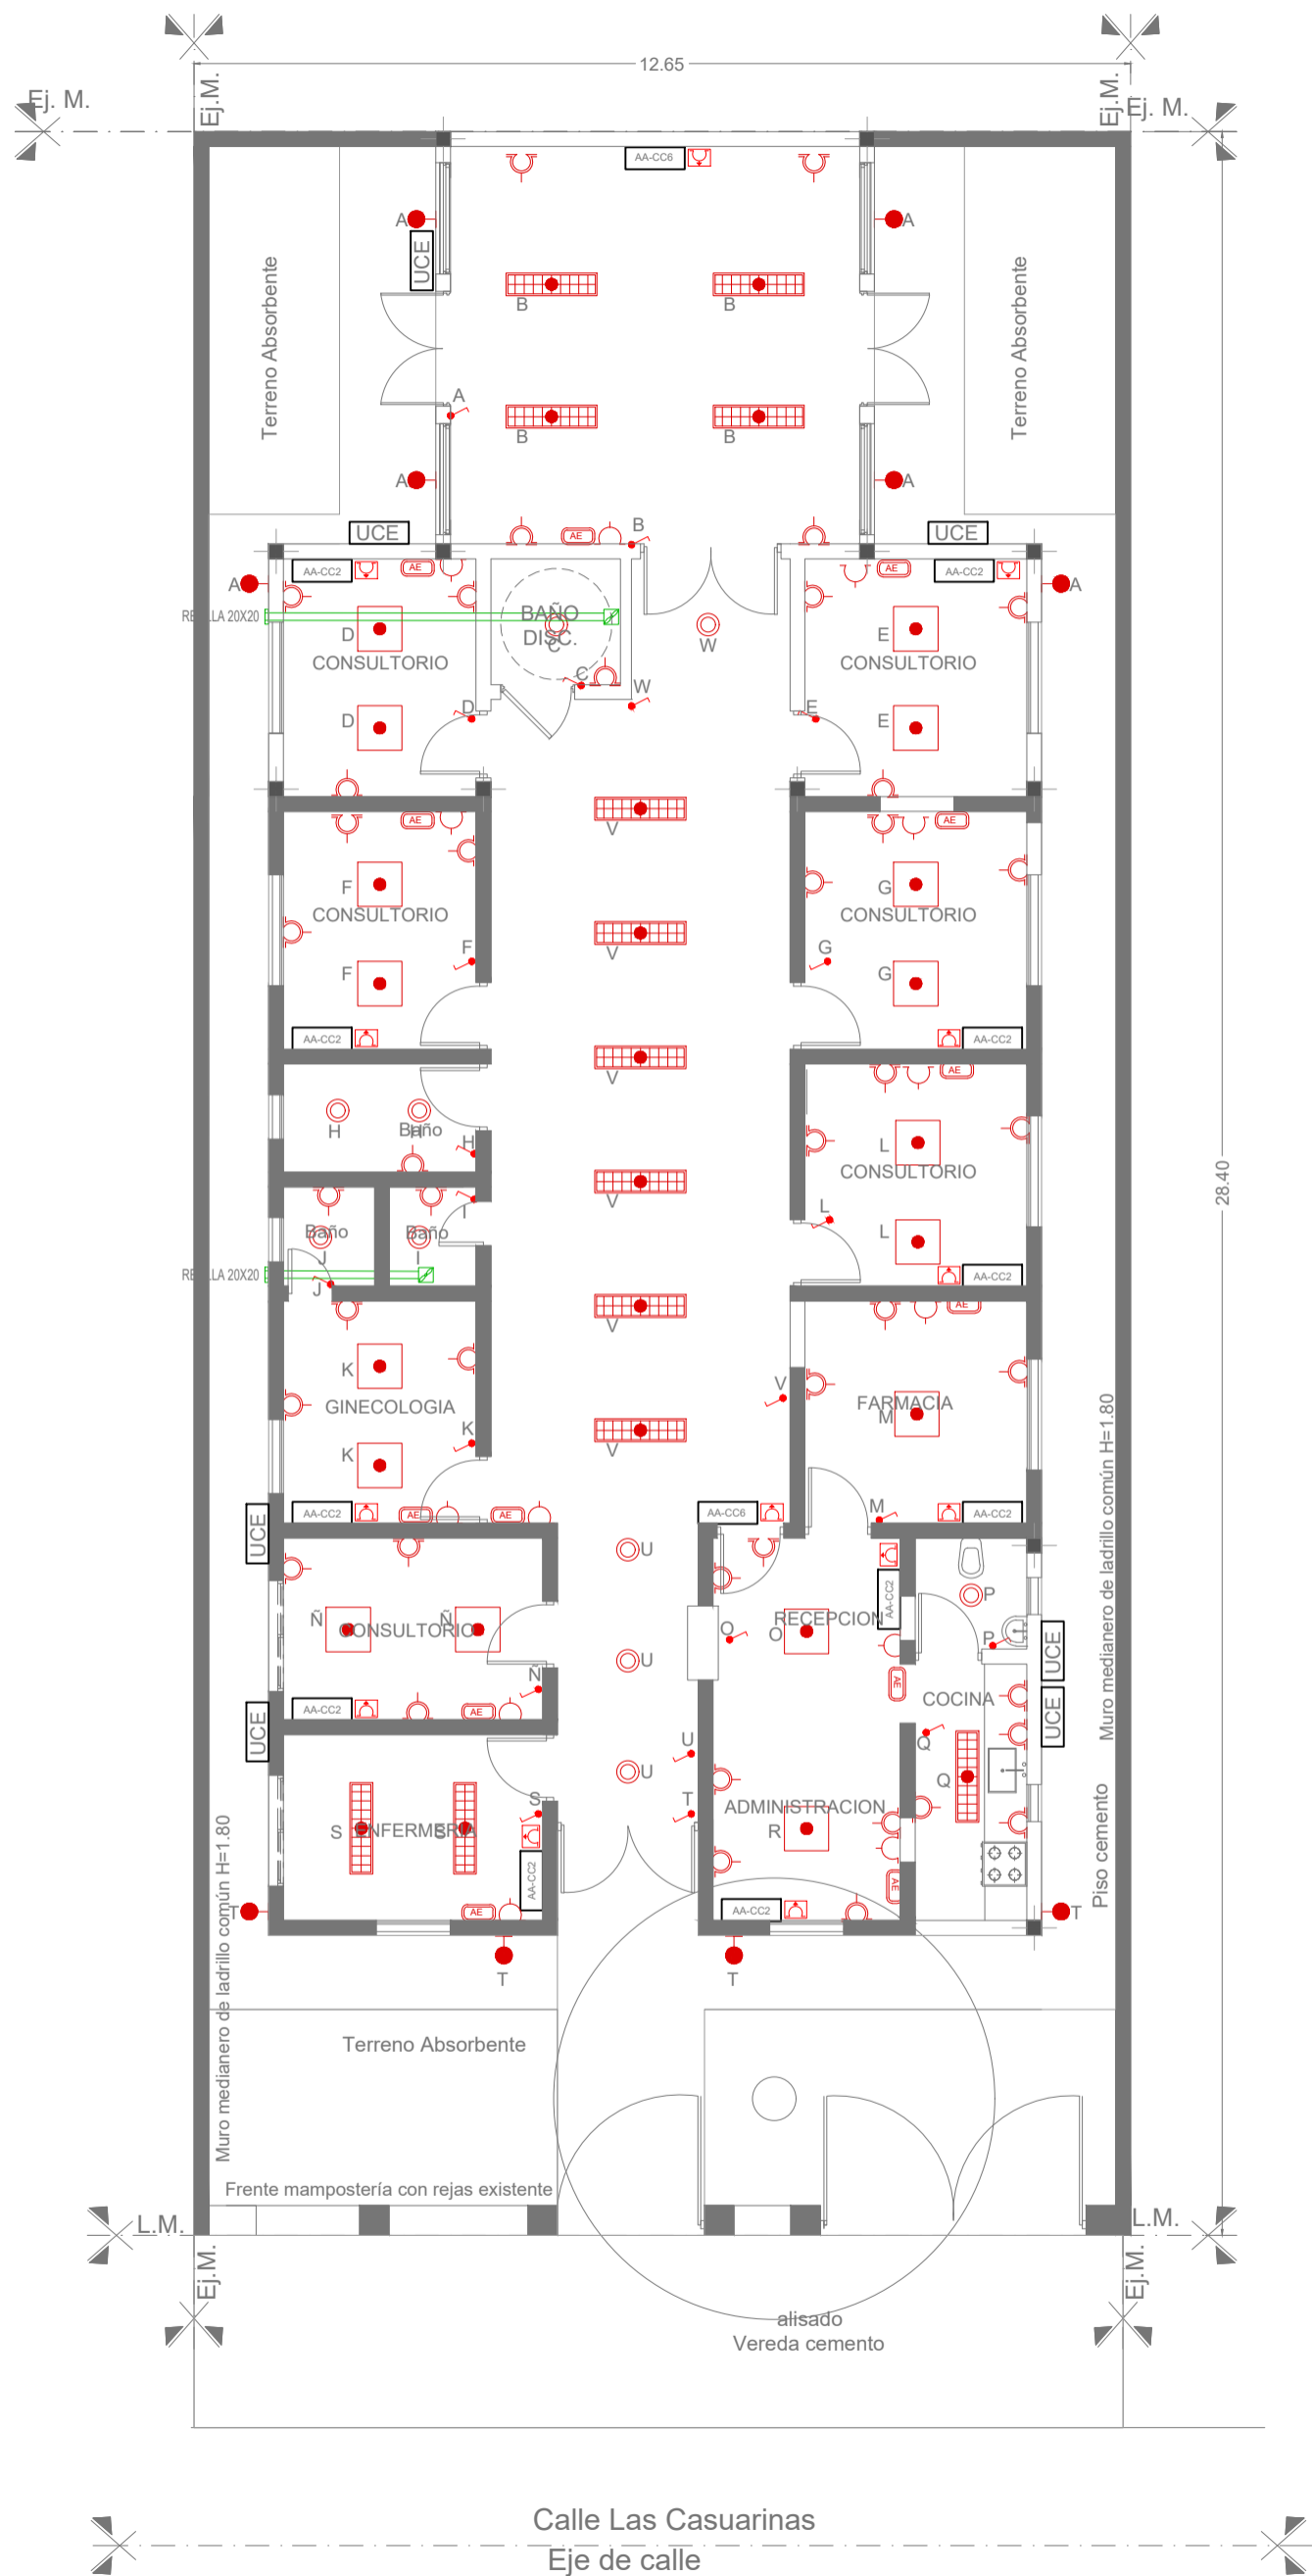 12.65
Ej.M.
Ej.M.
Ej. M.
Ej. M.
AA-CC6
A
UCE
A
Terreno Absorbente
Terreno Absorbente
B
B
A
B
B
A
A
UCE
AE
B
UCE
A
AA-CC2
AE
AE
AA-CC2
A
BAÑO
DISC.
C
D
CONSULTORIO
W
E
CONSULTORIO
C
W
D
D
E
E
V
AE
AE
F
CONSULTORIO
G
CONSULTORIO
F
V
G
F
G
AA-CC2
AA-CC2
V
AE
H
Baño
H
H
L
CONSULTORIO
V
I
L
Baño
J
Baño
I
L
28.40
J
AA-CC2
AE
V
K
GINECOLOGIA
V
FARMACIA
M
K
K
V
AA-CC2
AE
AE
AA-CC6
M
AA-CC2
UCE
U
AA-CC2
P
Ñ
CONSULTORIO
Ñ
O
RECEPCION
O
P
UCE
U
Ñ
AE
COCINA
UCE
UCE
AA-CC2
AE
U
Q
Q
U
S
T
ADMINISTRACION
R
S
ENFERMERIA
S
AA-CC2
AE
AE
AA-CC2
T
T
T
T
Muro medianero de ladrillo común H=1.80
Piso cemento
Muro medianero de ladrillo común H=1.80
Terreno Absorbente
Frente mampostería con rejas existente
L.M.
L.M.
Ej.M.
Ej.M.
alisado
Vereda cemento
Calle Las Casuarinas
Eje de calle